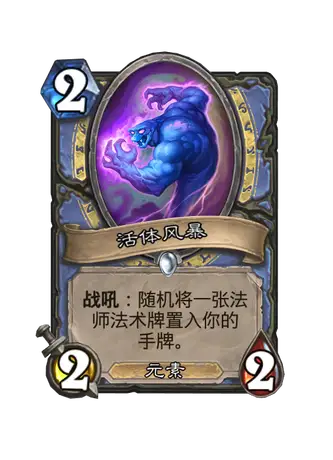 2
活体风暴
战吼：随机将一张法
师法术牌置入你的
手牌。
2
元素
2